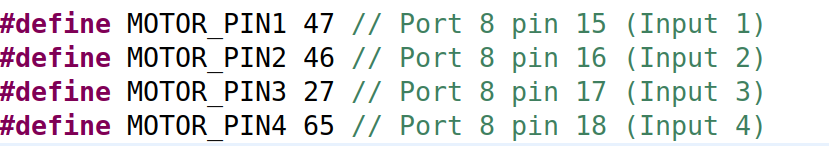 #define MOTOR_PIN1 47 // Port 8 pin 15 (Input 1)
#define MOTOR_PIN2 46 // Port 8 pin 16 (Input 2)
#define MOTOR_PIN3 27 // Port 8 pin 17 (Input 3)
#define MOTOR_PIN4 65 // Port 8 pin 18 (Input 4)